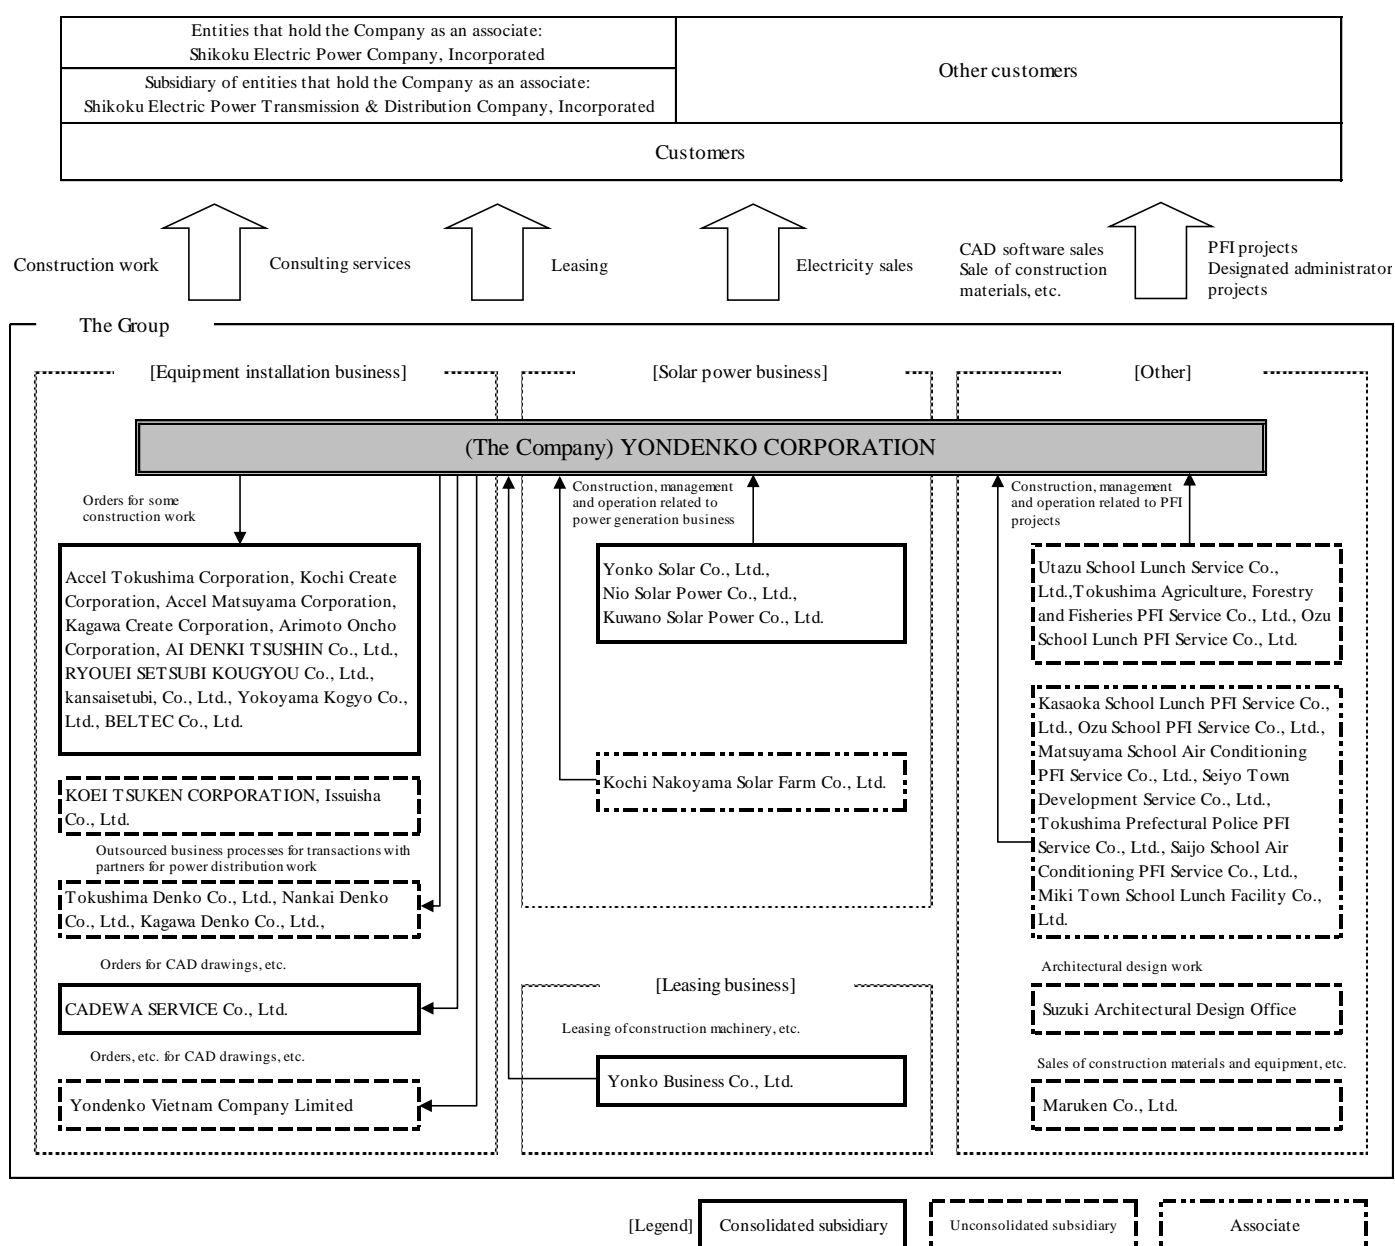 Entities that hold the Company as an associate:
Shikoku Electric Power Company, Incorporated
Subsidiary of entities that hold the Company as an associate:
Shikoku Electric Power Transmission & Distribution Company, Incorporated
Other customers
Customers
Construction work
Consulting services
Leasing
Electricity sales
CAD software sales
Sale of construction
materials, etc.
PFI projects
Designated administrator
projects
The Group
[Equipment installation business]
[Solar power business]
[Other]
(The Company) YONDENKO CORPORATION
Orders for some
construction work
Accel Tokushima Corporation, Kochi Create
Corporation, Accel Matsuyama Corporation,
Kagawa Create Corporation, Arimoto Oncho
Corporation, AI DENKI TSUSHIN Co., Ltd.,
RYOUEI SETSUBI KOUGYOU Co., Ltd.,
kansaisetubi, Co., Ltd., Yokoyama Kogyo Co.,
Ltd., BELTEC Co., Ltd.
KOEI TSUKEN CORPORATION, Issuisha
Co., Ltd.
Outsourced business processes for transactions with
partners for power distribution work
Tokushima Denko Co., Ltd., Nankai Denko
Co., Ltd., Kagawa Denko Co., Ltd.,
Orders for CAD drawings, etc.
CADEWA SERVICE Co., Ltd.
Orders, etc. for CAD drawings, etc.
Yondenko Vietnam Company Limited
Construction, management
and operation related to
power generation business
Yonko Solar Co., Ltd.,
Nio Solar Power Co., Ltd.,
Kuwano Solar Power Co., Ltd.
Kochi Nakoyama Solar Farm Co., Ltd.
[Leasing business]
Leasing of construction machinery, etc.
Yonko Business Co., Ltd.
Construction, management
and operation related to PFI
projects
Utazu School Lunch Service Co.,
Ltd.,Tokushima Agriculture, Forestry
and Fisheries PFI Service Co., Ltd., Ozu
School Lunch PFI Service Co., Ltd.
Kasaoka School Lunch PFI Service Co.,
Ltd., Ozu School PFI Service Co., Ltd.,
Matsuyama School Air Conditioning
PFI Service Co., Ltd., Seiyo Town
Development Service Co., Ltd.,
Tokushima Prefectural Police PFI
Service Co., Ltd., Saijo School Air
Conditioning PFI Service Co., Ltd.,
Miki Town School Lunch Facility Co.,
Ltd.
Architectural design work
Suzuki Architectural Design Office
Sales of construction materials and equipment, etc.
Maruken Co., Ltd.
[Legend]
Consolidated subsidiary
Unconsolidated subsidiary
Associate